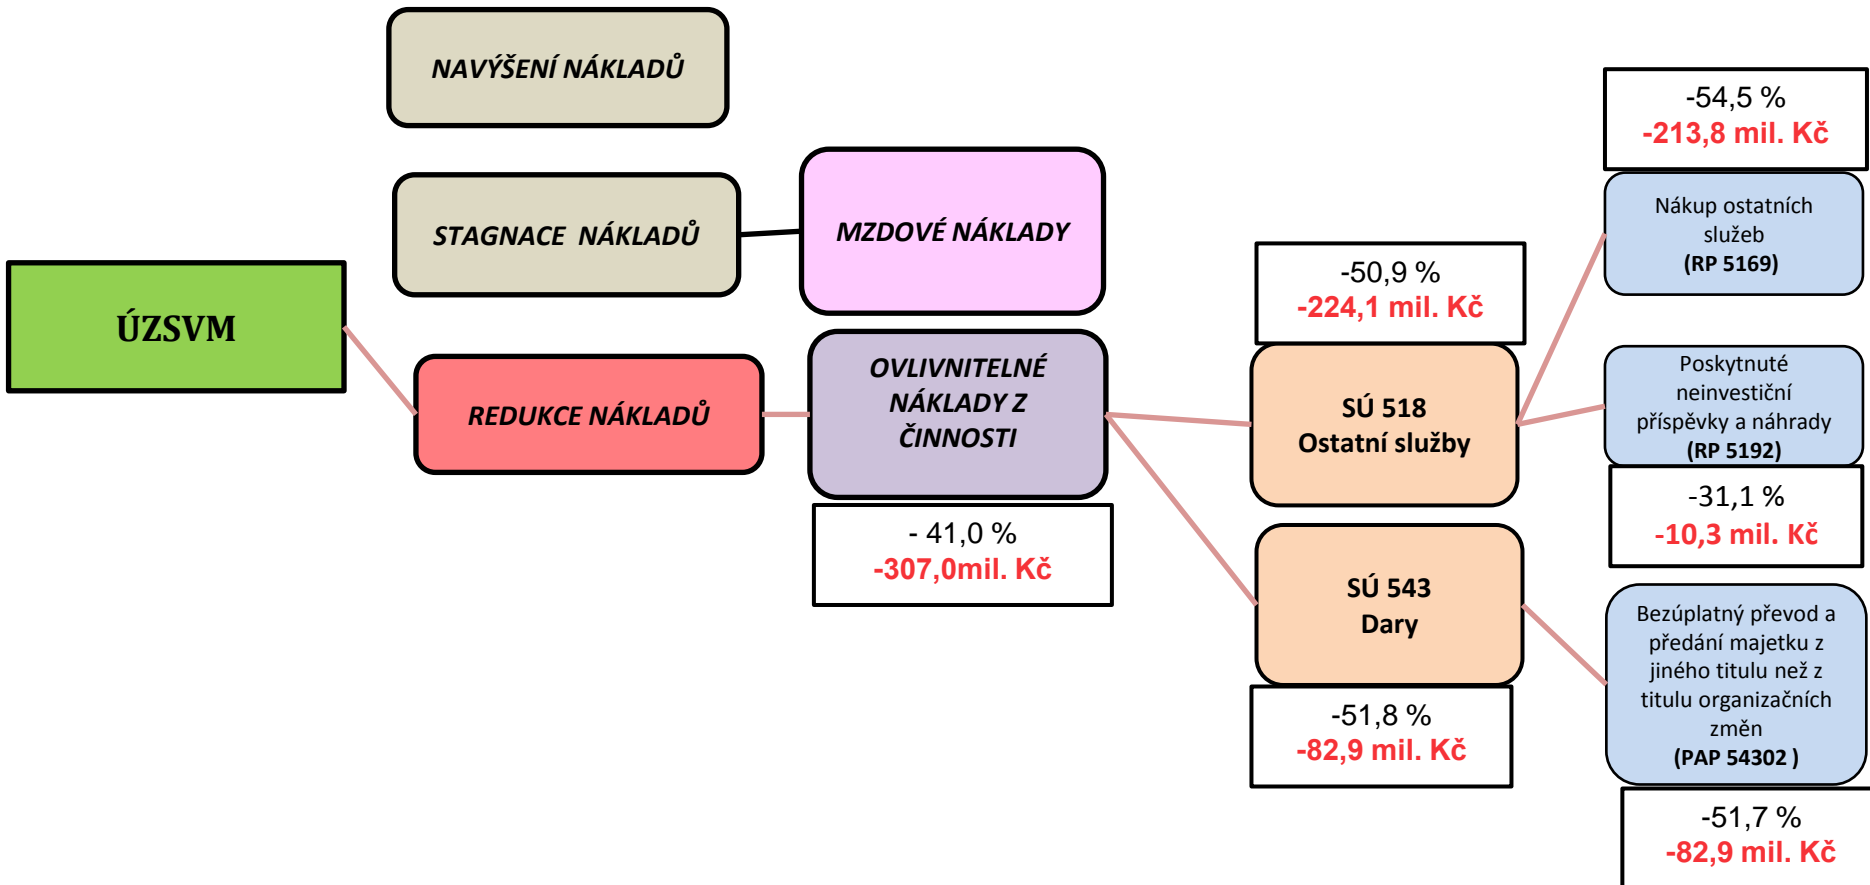 NAVÝŠENÍ NÁKLADŮ
STAGNACE  NÁKLADŮ
MZDOVÉ NÁKLADY
ÚZSVM
REDUKCE NÁKLADŮ
OVLIVNITELNÉ
NÁKLADY Z
ČINNOSTI
- 41,0 %
-307,0mil. Kč
-50,9 %
-224,1 mil. Kč
SÚ 518
Ostatní služby
SÚ 543
Dary
-51,8 %
-82,9 mil. Kč
-54,5 %
-213,8 mil. Kč
Nákup ostatních
služeb
(RP 5169)
Poskytnuté
neinvestiční
příspěvky a náhrady
(RP 5192)
-31,1 %
-10,3 mil. Kč
Bezúplatný převod a
předání majetku z
jiného titulu než z
titulu organizačních
změn
(PAP 54302 )
-51,7 %
-82,9 mil. Kč